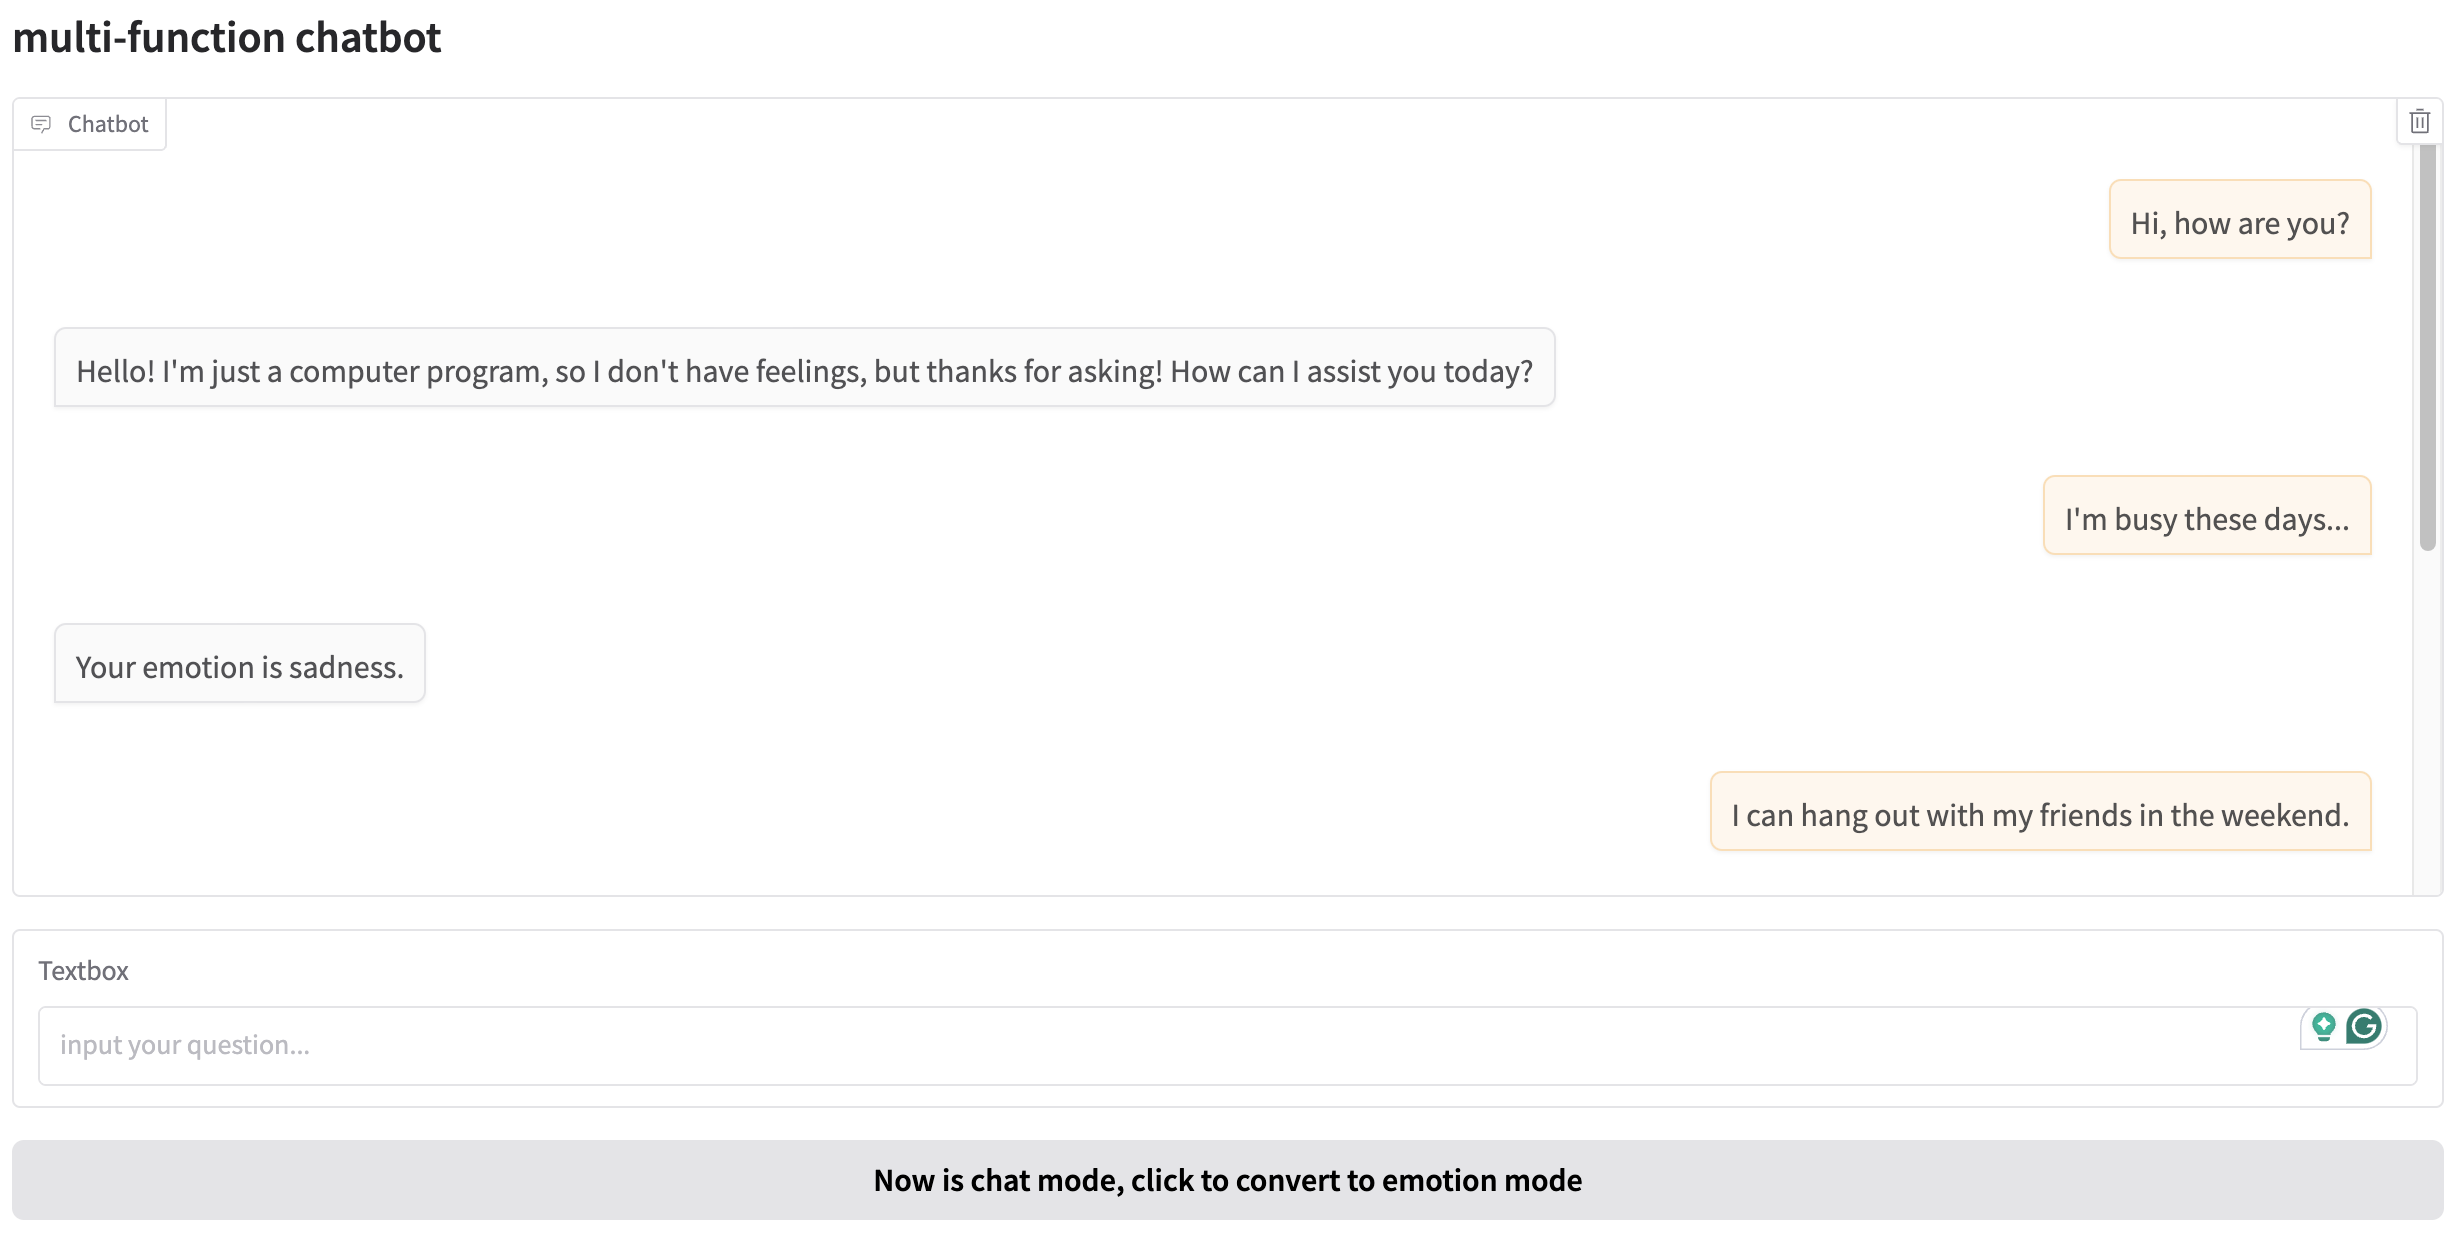 multi-function chatbot
Chatbot
Hi, how are you?
Hello! I'm just a computer program, so I don't have feelings, but thanks for asking! How can I assist you today?
I'm busy these days...
Your emotion is sadness.
I can hang out with my friends in the weekend.
Textbox
input your question...
Now is chat mode, click to convert to emotion mode